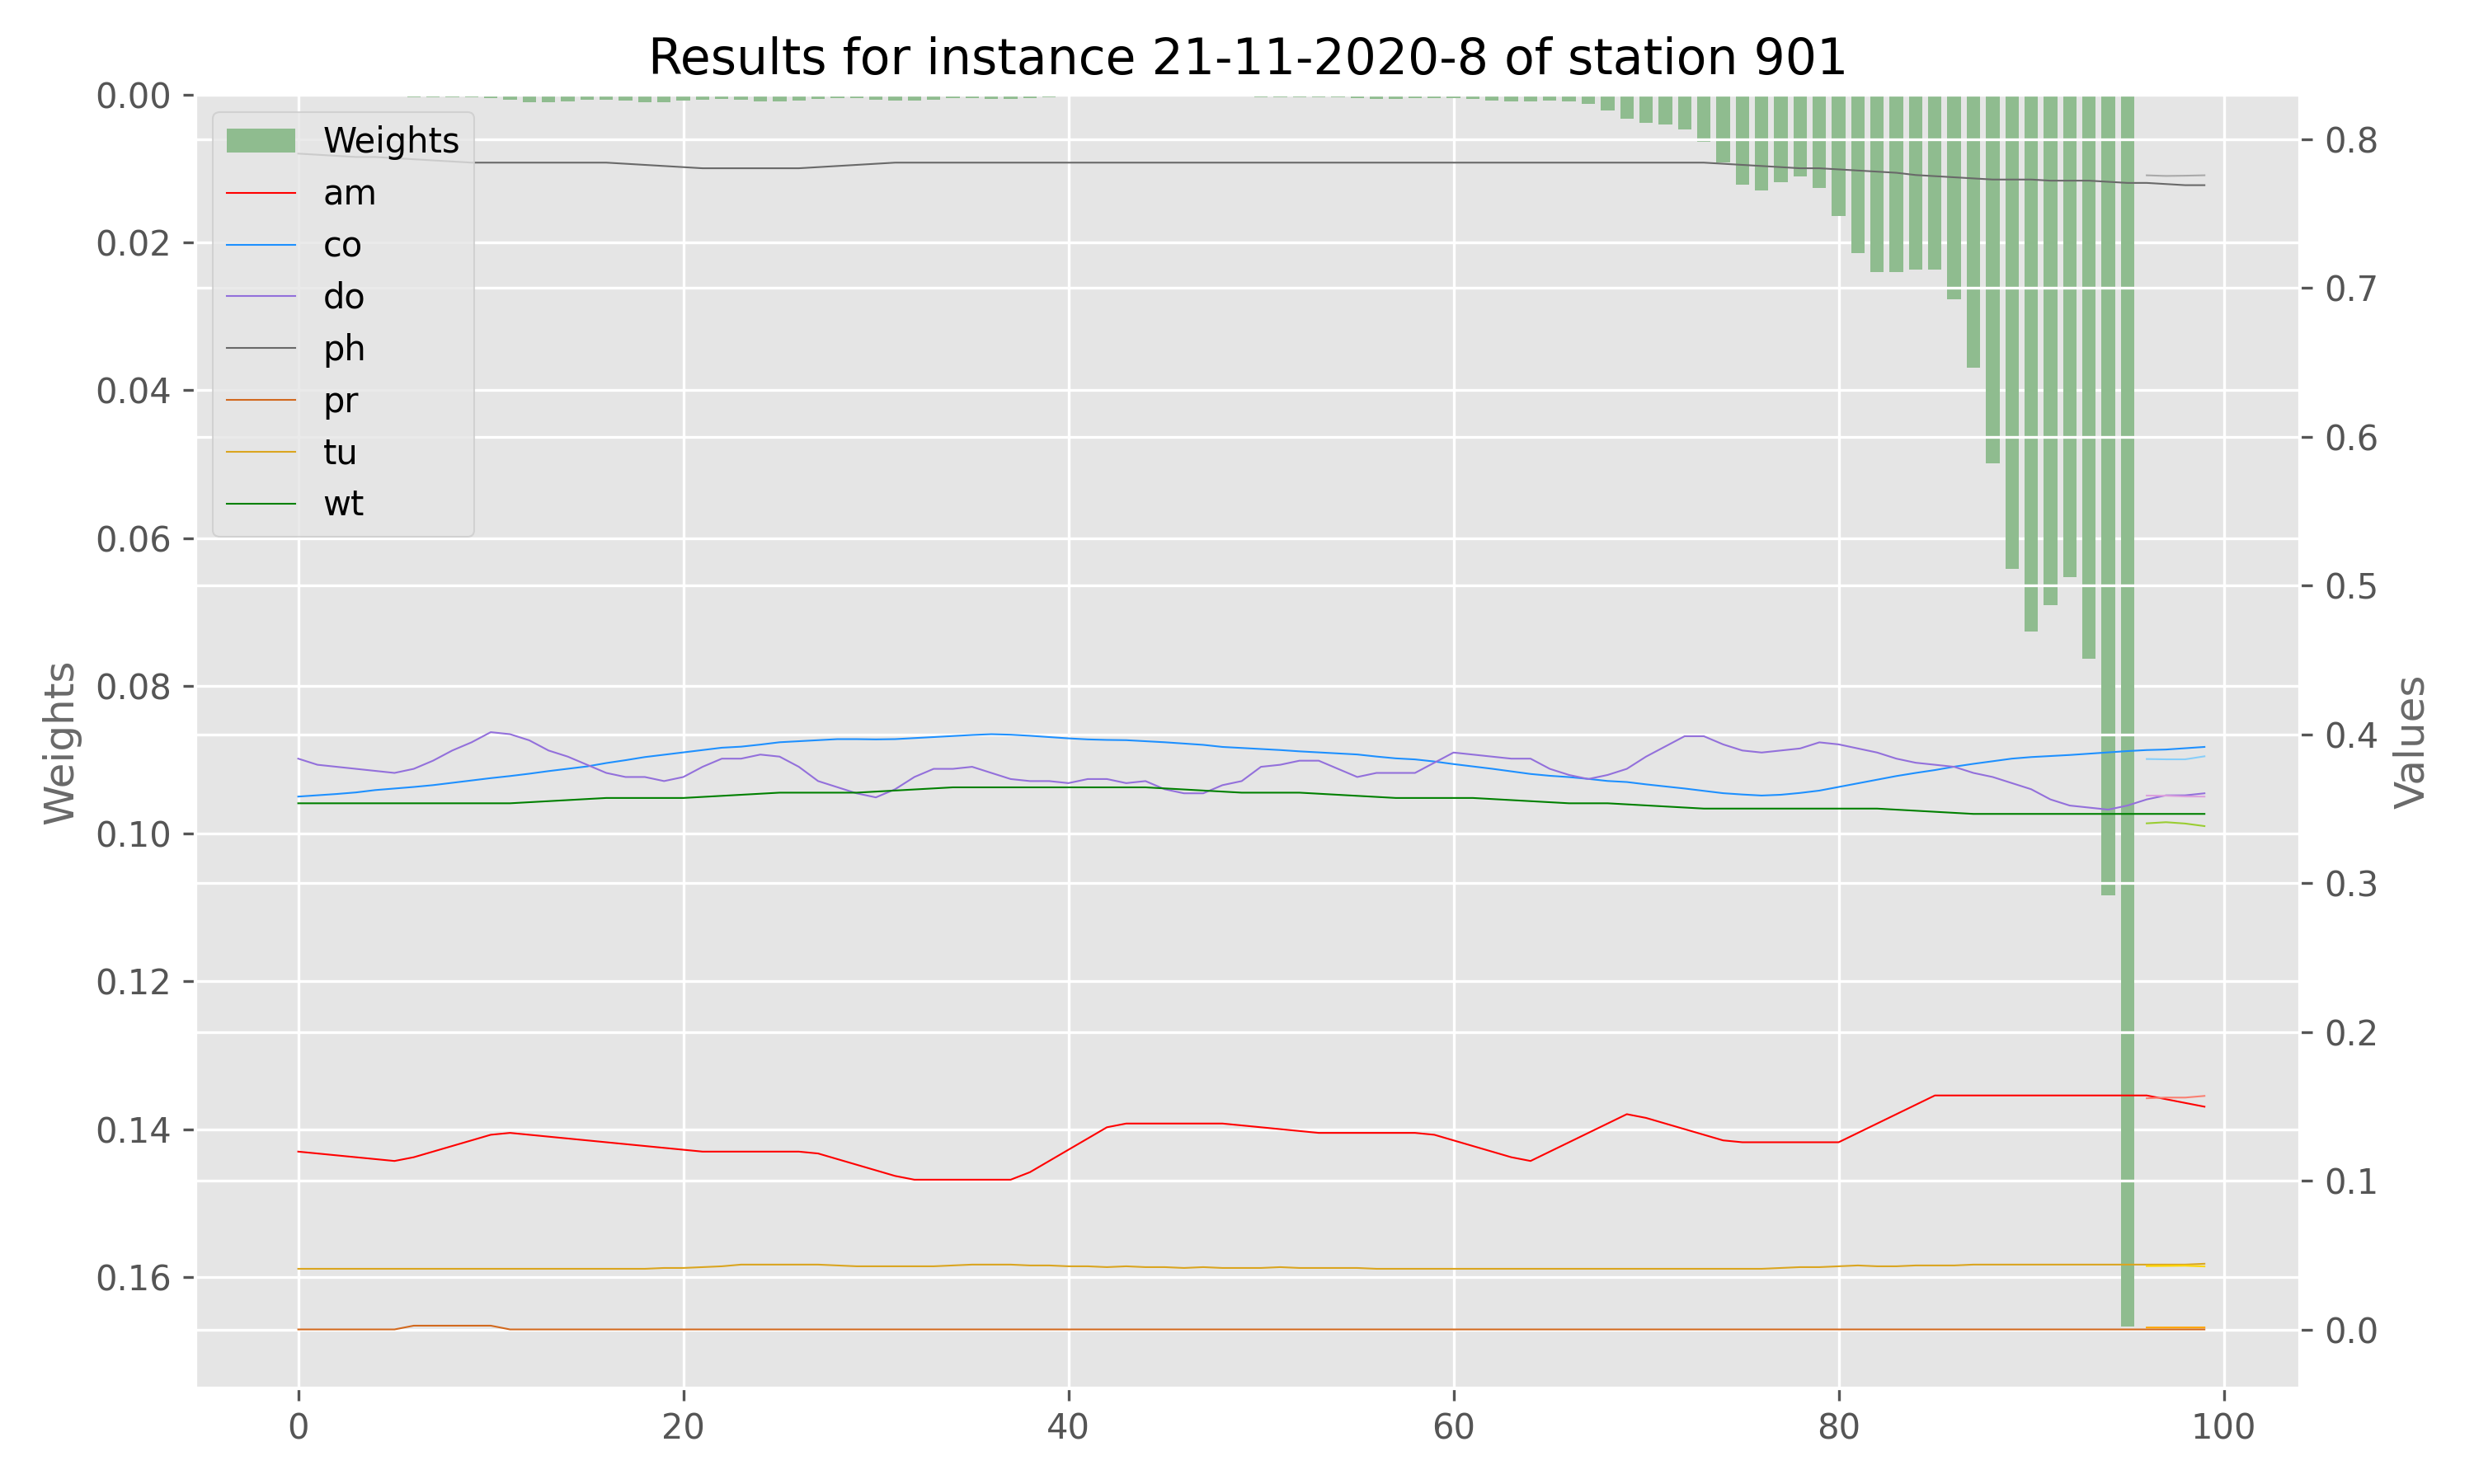 Results for instance 21-11-2020-8 of station 901
Weights
0.00
0.02
0.04
0.06
0.08
0.10
0.12
0.14
0.16
Weights
am
co
do
ph
pr
tu
wt
0.8
0.7
0.6
0.5
0.4
0.3
0.2
0.1
0.0
Values
0 20 40 60 80 100